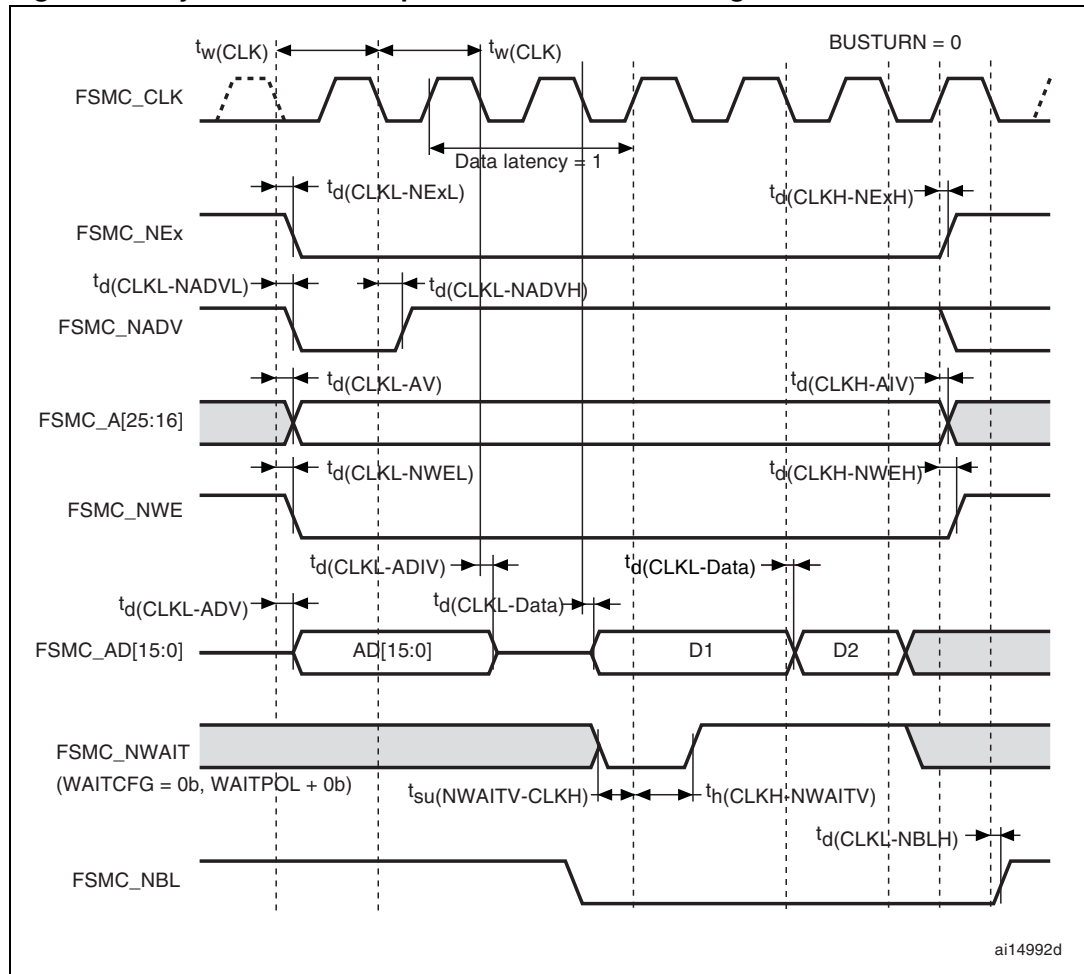 tw(CLK) tw(CLK) BUSTURN = 0
FSMC_CLK
Data latency = 1
td(CLKL-NExL) td(CLKH-NExH)
FSMC_NEx
td(CLKL-NADVL) td(CLKL-NADVH)
FSMC_NADV
td(CLKL-AV) td(CLKH-AIV)
FSMC_A[25:16]
td(CLKL-NWEL) td(CLKH-NWEH)
FSMC_NWE
td(CLKL-ADIV) td(CLKL-Data)
td(CLKL-ADV) td(CLKL-Data)
FSMC_AD[15:0] AD[15:0] D1 D2
FSMC_NWAIT
(WAITCFG = 0b, WAITPOL + 0b)
tsu(NWAITV-CLKH) th(CLKH-NWAITV)
td(CLKL-NBLH)
FSMC_NBL
ai14992d